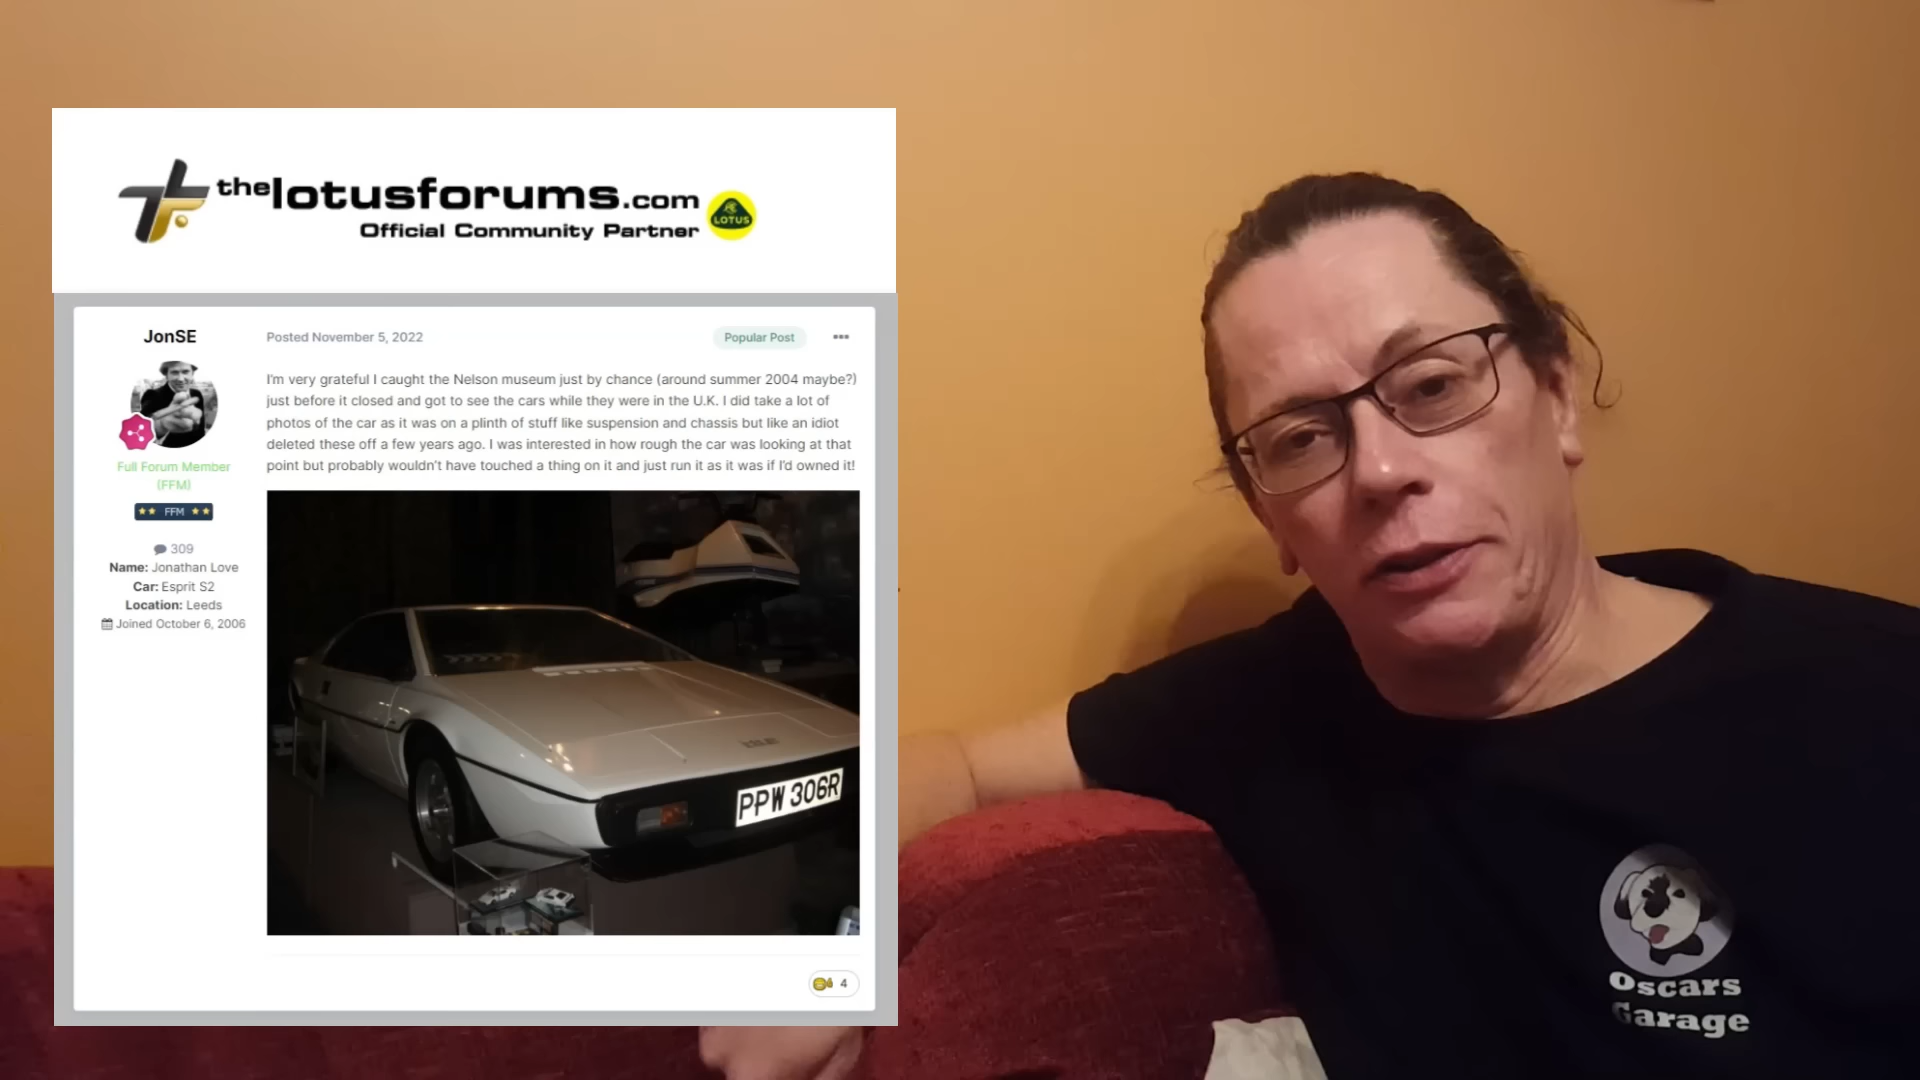 thelotusforums.com
Official Community Partner
LOTUS
JonSE
Posted November 5, 2022
Popular Post
I'm very grateful I caught the Nelson museum just by chance (around summer 2004 maybe?)
just before it closed and got to see the cars while they were in the U.K. I did take a lot of
photos of the car as it was on a plinth of stuff like suspension and chassis but like an idiot
deleted these off a few years ago. I was interested in how rough the car was looking at that
point but probably wouldn't have touched a thing on it and just run it as it was if I'd owned it!
Full Forum Member
(FFM)
FFM
309
Name: Jonathan Love
Car: Esprit S2
Location: Leeds
Joined October 6, 2006
PPW 306R
4
Oscars
Garage